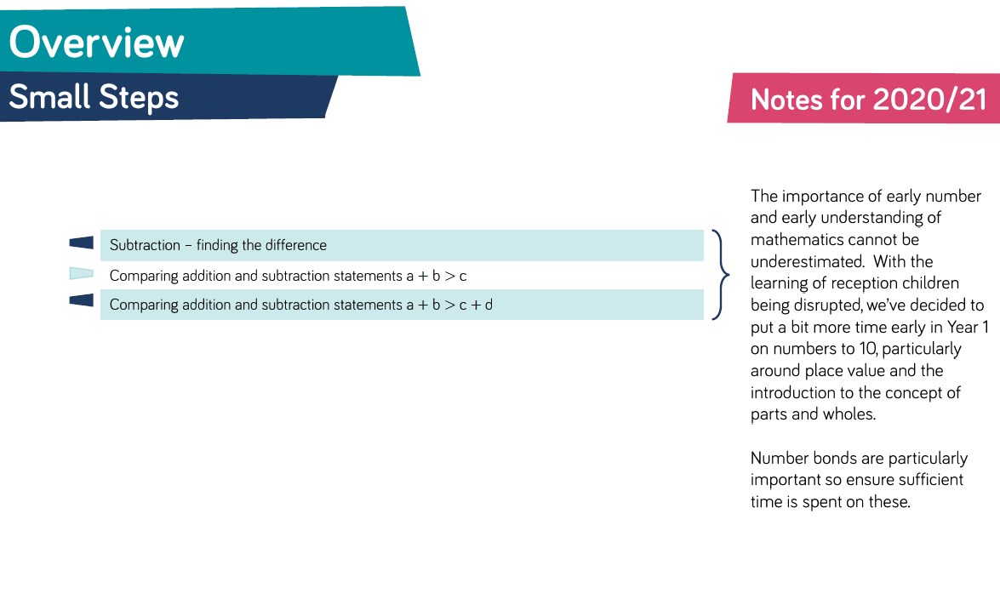 Overview
Small Steps
Notes for 2020/21
Subtraction – finding the difference
Comparing addition and subtraction statements a + b > c
Comparing addition and subtraction statements a + b > c + d
The importance of early number
and early understanding of
mathematics cannot be
underestimated.  With the
learning of reception children
being disrupted, we’ve decided to
put a bit more time early in Year 1
on numbers to 10, particularly
around place value and the
introduction to the concept of
parts and wholes.
Number bonds are particularly
important so ensure sufficient
time is spent on these.